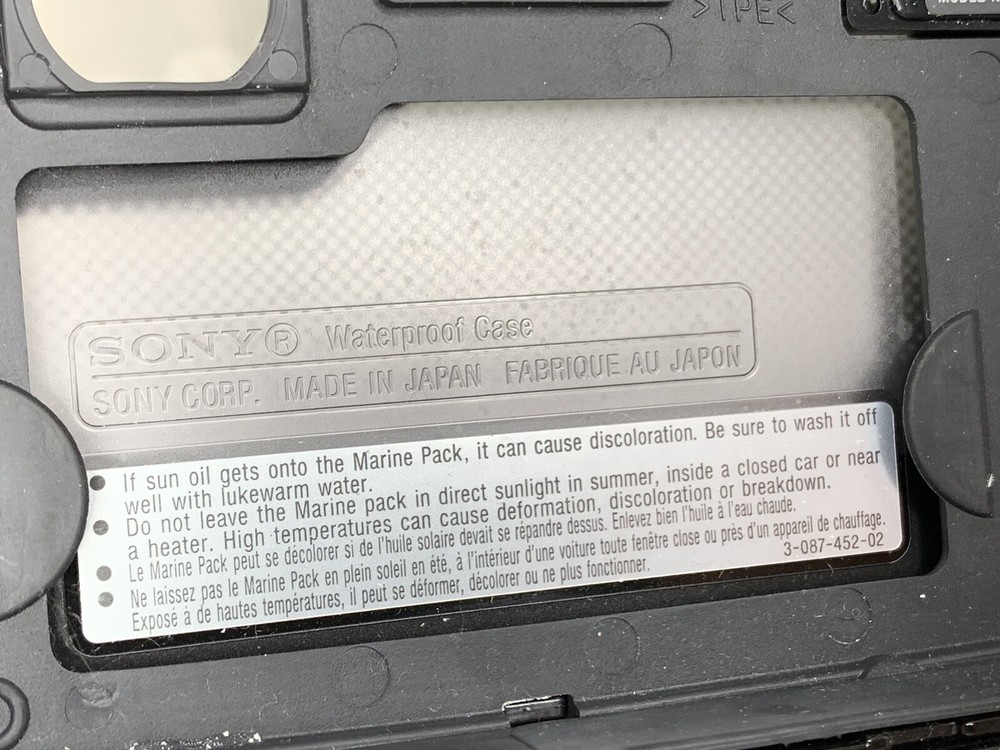 >TPE<
SONY® Waterproof Case
SONY CORP. MADE IN JAPAN FABRIQUE AU JAPON
● If sun oil gets onto the Marine Pack, it can cause discoloration. Be sure to wash it off
well with lukewarm water.
● Do not leave the Marine pack in direct sunlight in summer, inside a closed car or near
a heater. High temperatures can cause deformation, discoloration or breakdown.
● Le Marine Pack peut se décolorer si de l'huile solaire devait se répandre dessus. Enlevez bien l'huile à l'eau chaude.
● Ne laissez pas le Marine Pack en plein soleil en été, à l'intérieur d'une voiture toute fenêtre close ou près d'un appareil de chauffage.
Exposé à de hautes températures, il peut se déformer, décolorer ou ne plus fonctionner.
3-087-452-02